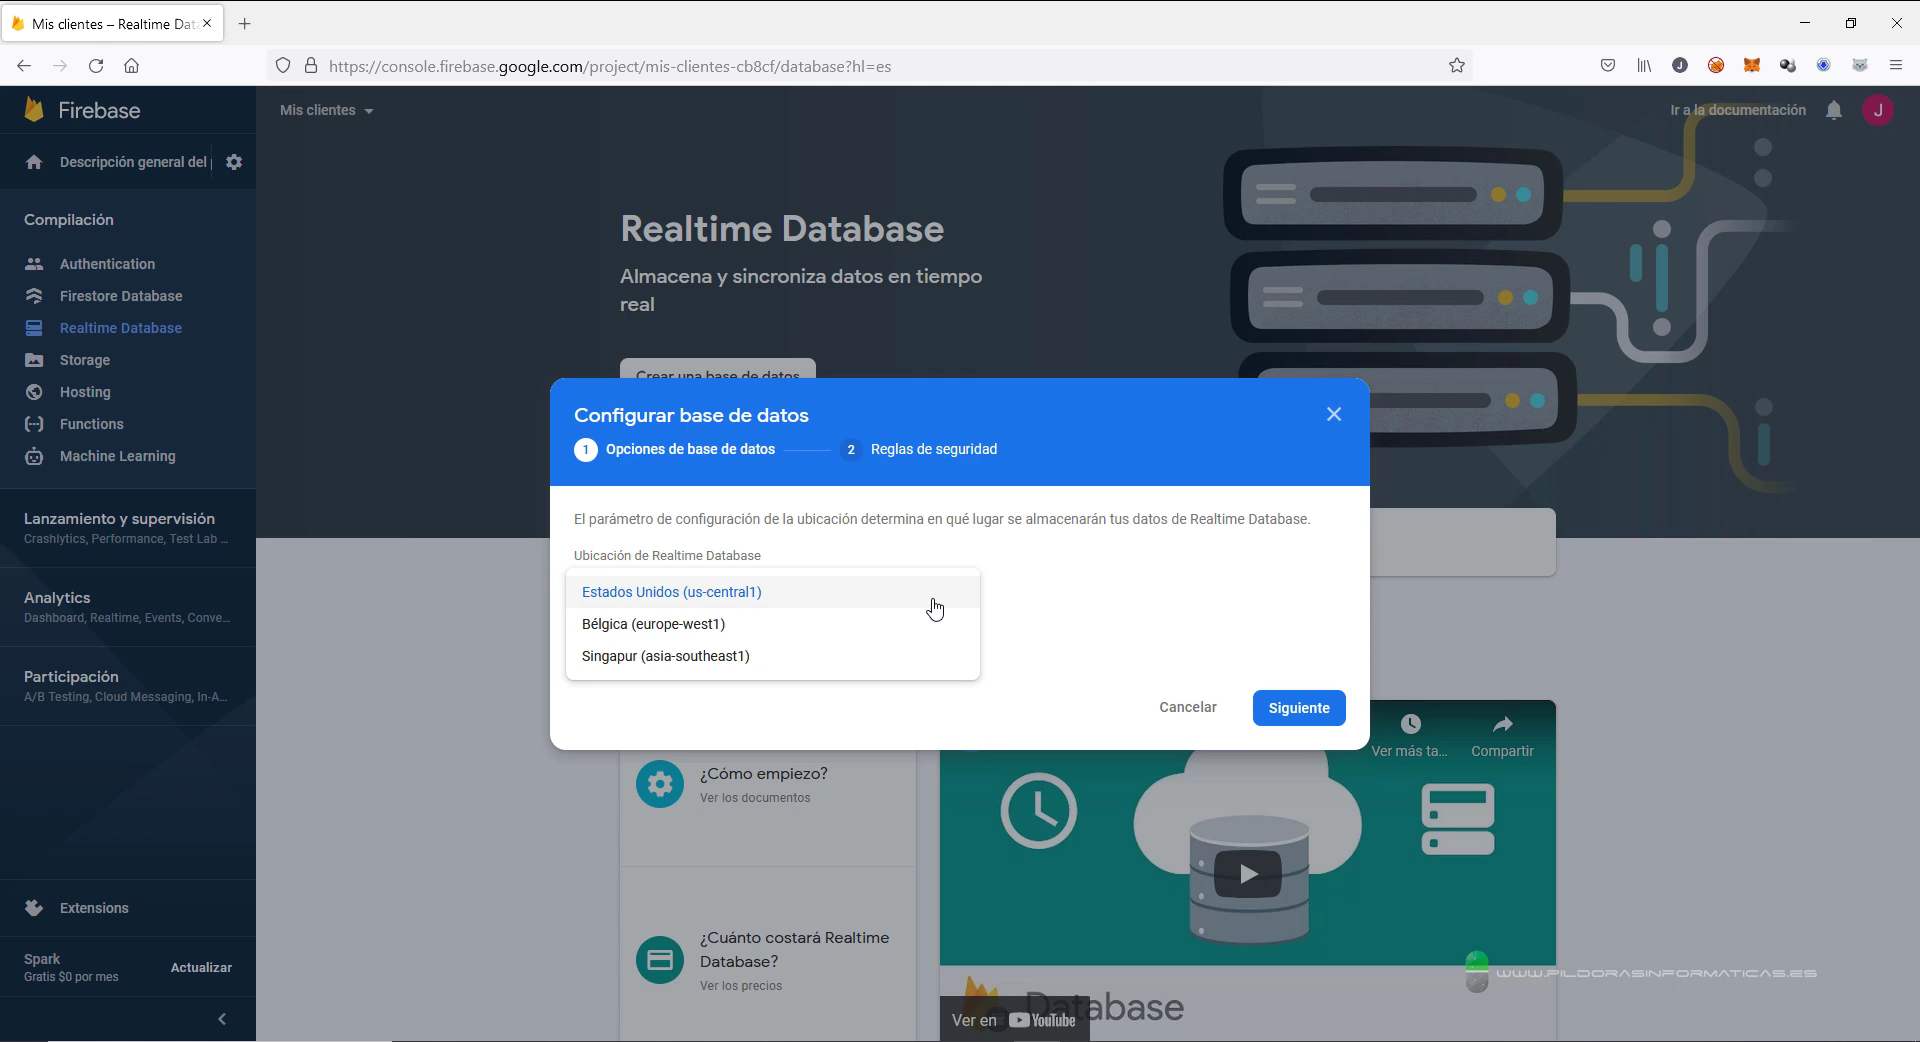 Mis clientes – Realtime Dat
https://console.firebase.google.com/project/mis-clientes-cb8cf/database?hl=es
J
Firebase
Mis clientes
Ir a la documentación
J
Descripción general del
Compilación
Authentication
Firestore Database
Realtime Database
Storage
Hosting
Functions
Machine Learning
Lanzamiento y supervisión
Crashlytics, Performance, Test Lab ...
Analytics
Dashboard, Realtime, Events, Conve...
Participación
A/B Testing, Cloud Messaging, In-A...
Extensions
Spark
Gratis $0 por mes
Actualizar
Realtime Database
Almacena y sincroniza datos en tiempo
real
Crear una base de datos
Configurar base de datos
1 Opciones de base de datos
2 Reglas de seguridad
El parámetro de configuración de la ubicación determina en qué lugar se almacenarán tus datos de Realtime Database.
Ubicación de Realtime Database
Estados Unidos (us-central1)
Bélgica (europe-west1)
Singapur (asia-southeast1)
Cancelar
Siguiente
Ver más ta...
Compartir
¿Cómo empiezo?
Ver los documentos
¿Cuánto costará Realtime
Database?
Ver los precios
WWW.PILDORASINFORMATICAS.ES
Database
Ver en YouTube